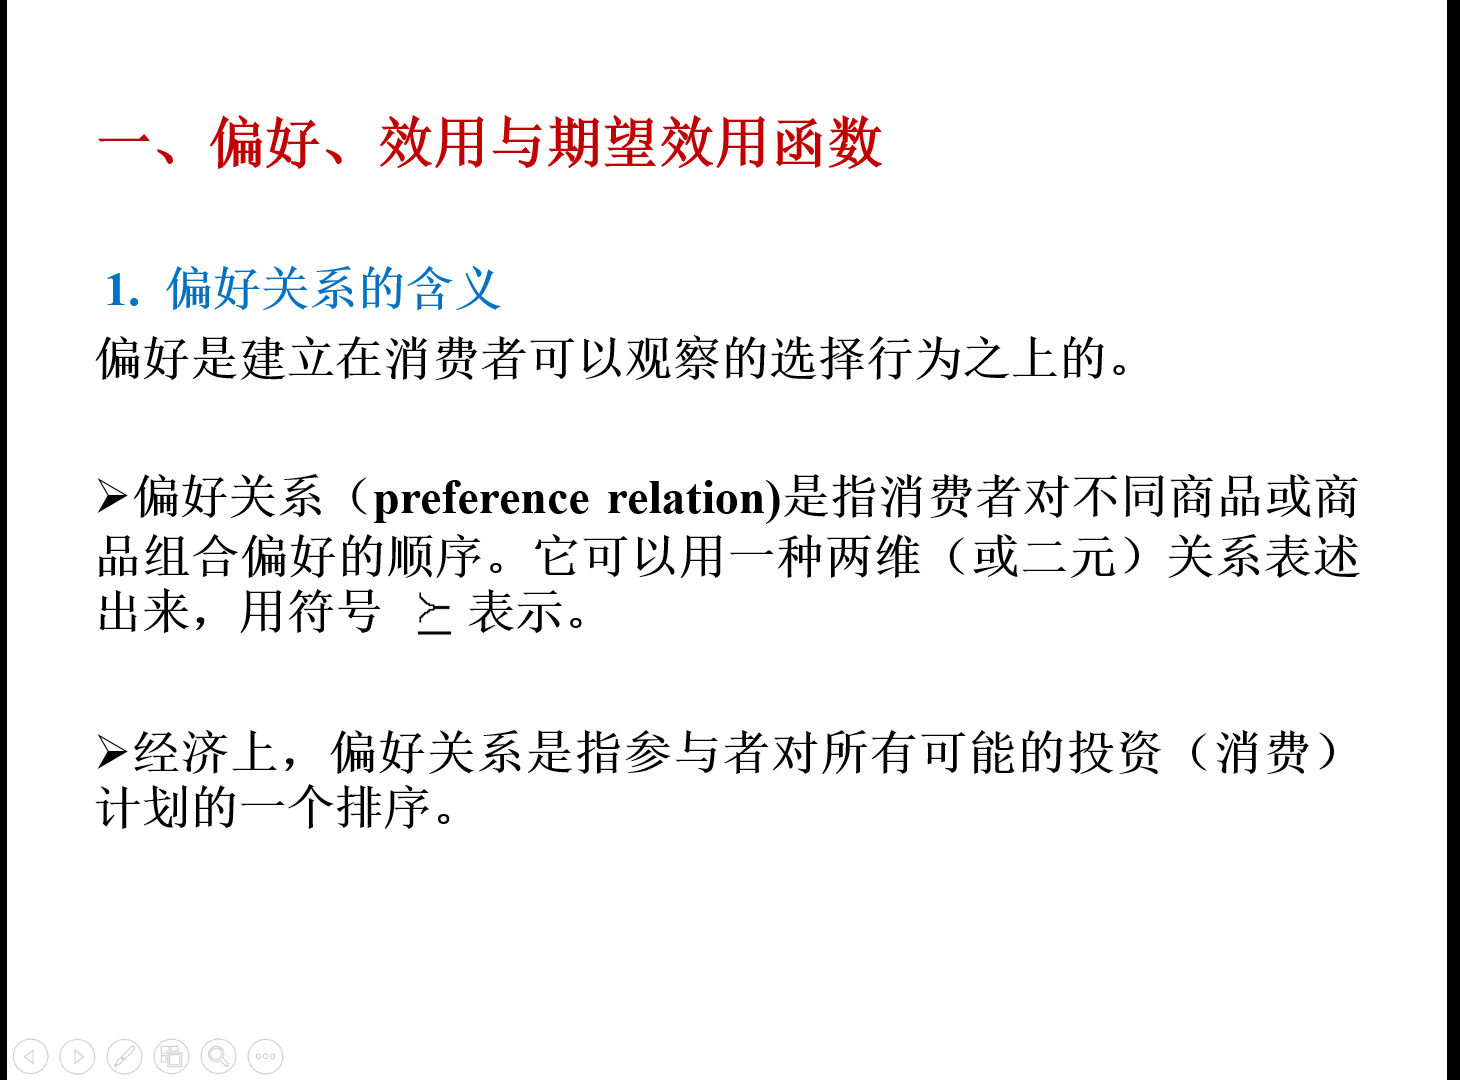 一、偏好、效用与期望效用函数
1. 偏好关系的含义
偏好是建立在消费者可以观察的选择行为之上的。
➢偏好关系（preference relation)是指消费者对不同商品或商
品组合偏好的顺序。它可以用一种两维（或二元）关系表述
出来，用符号 ⪰ 表示。
➢经济上，偏好关系是指参与者对所有可能的投资（消费）
计划的一个排序。